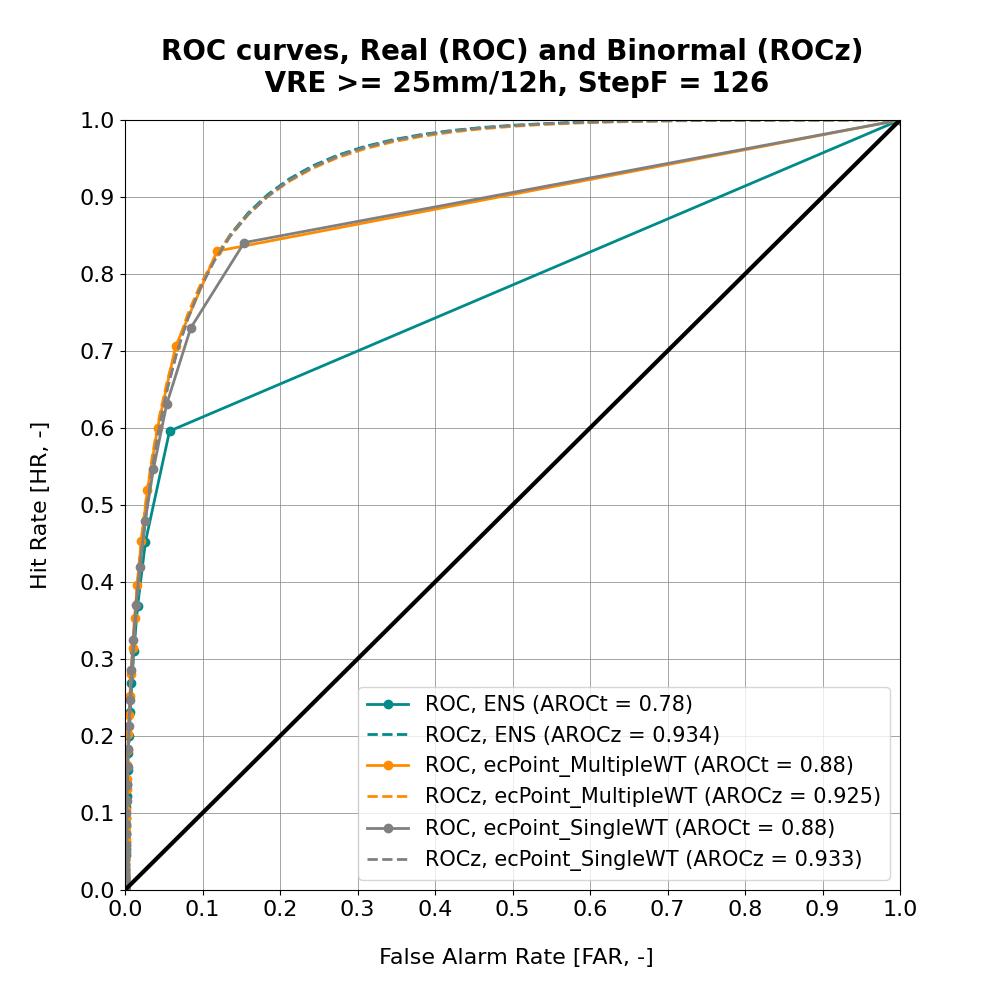 ROC curves, Real (ROC) and Binormal (ROCz)
VRE >= 25mm/12h, StepF = 126
1.0
0.9
0.8
0.7
0.6
0.5
0.4
0.3
0.2
0.1
0.0
Hit Rate [HR, -]
ROC, ENS (AROCt = 0.78)
ROCz, ENS (AROCz = 0.934)
ROC, ecPoint_MultipleWT (AROCt = 0.88)
ROCz, ecPoint_MultipleWT (AROCz = 0.925)
ROC, ecPoint_SingleWT (AROCt = 0.88)
ROCz, ecPoint_SingleWT (AROCz = 0.933)
0.0 0.1 0.2 0.3 0.4 0.5 0.6 0.7 0.8 0.9 1.0
False Alarm Rate [FAR, -]